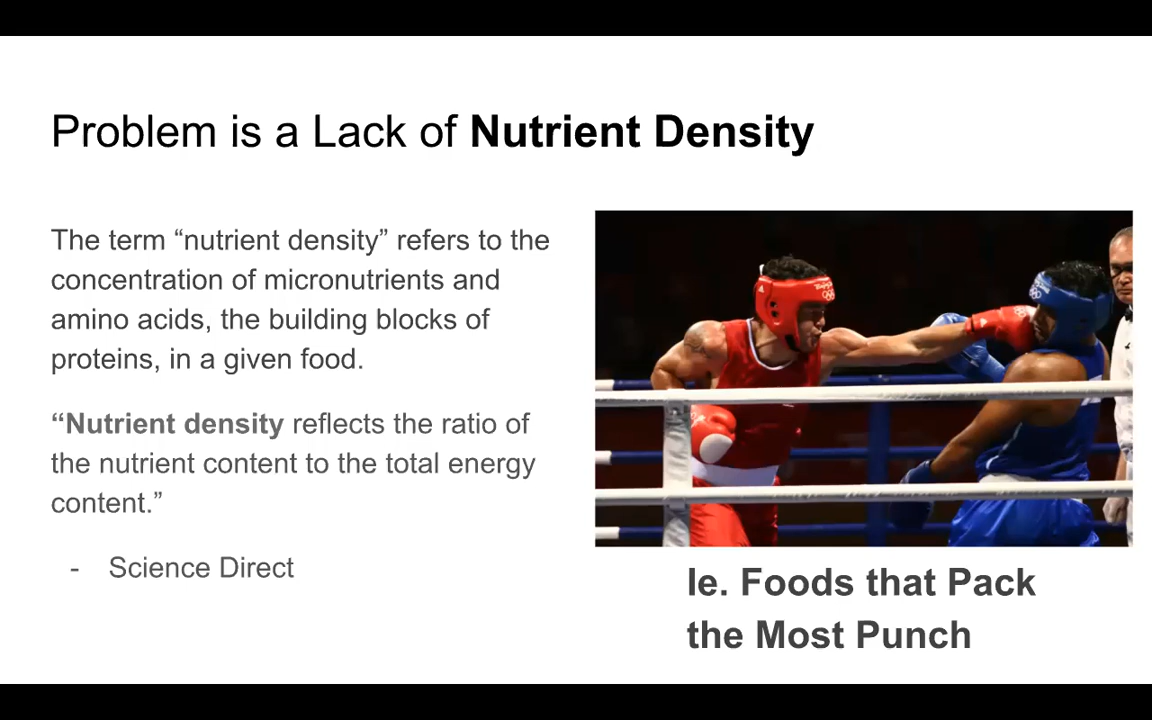 Problem is a Lack of Nutrient Density
The term “nutrient density” refers to the
concentration of micronutrients and
amino acids, the building blocks of
proteins, in a given food.
“Nutrient density reflects the ratio of
the nutrient content to the total energy
content.”
- Science Direct
Ie. Foods that Pack
the Most Punch